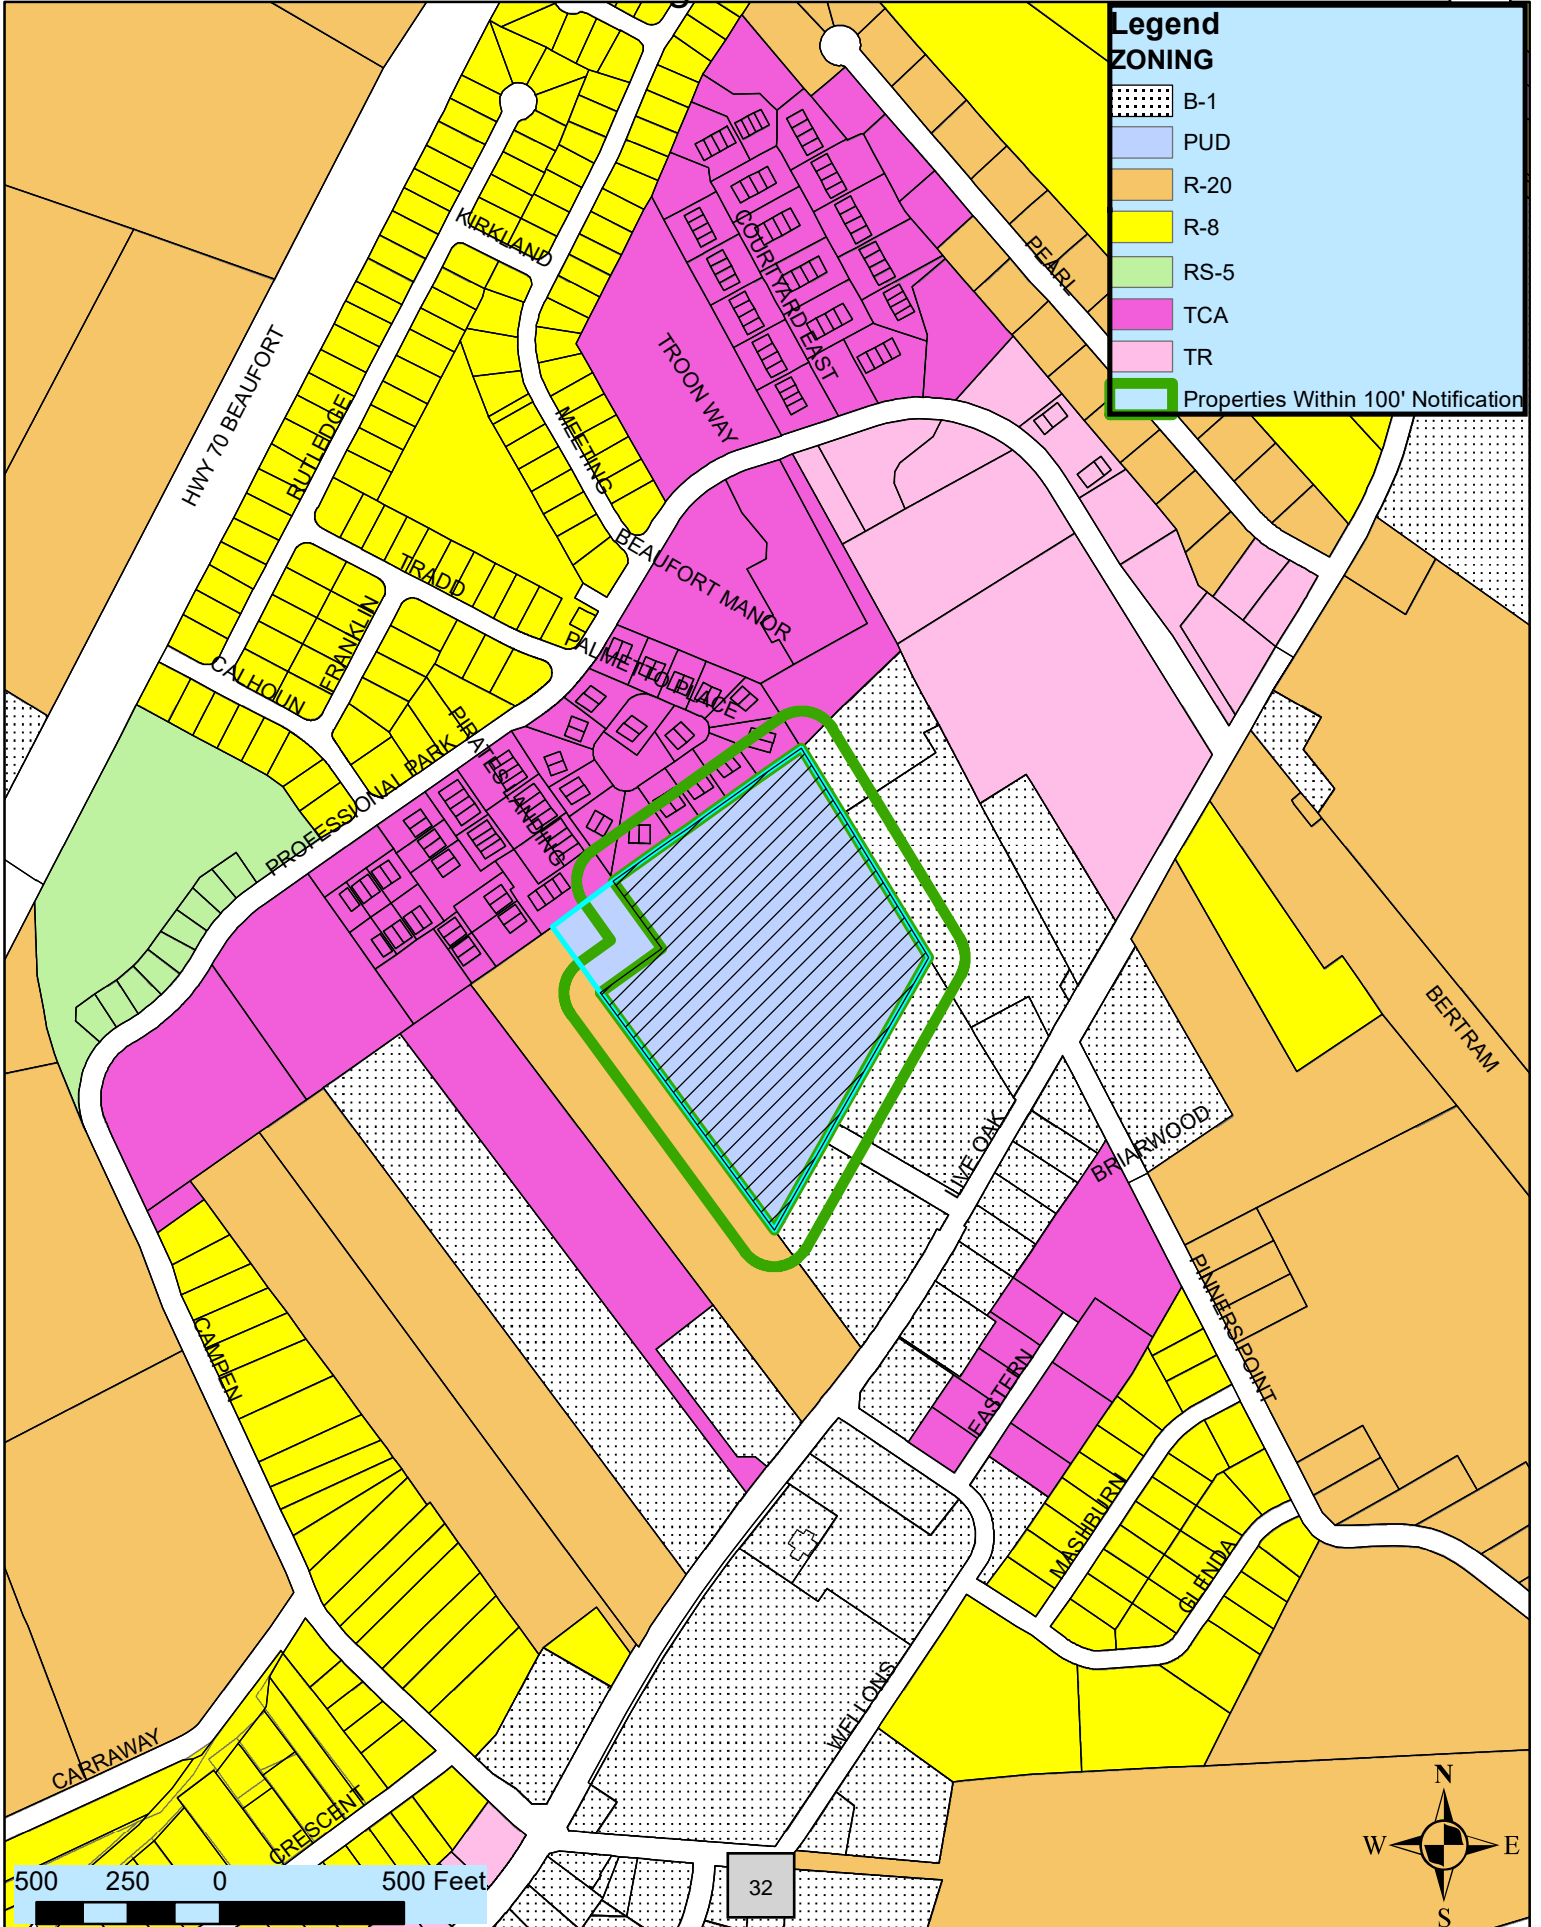 Legend
ZONING
B-1
PUD
R-20
R-8
RS-5
TCA
TR
Properties Within 100' Notification
KIRKLAND
COURTYARD EAST
PEARL
HWY 70 BEAUFORT
TROON WAY
RUTLEDGE
MEETING
BEAUFORT MANOR
TRADD
FRANKLIN
PALMETTO PLACE
CALHOUN
PIRATES LANDING
PROFESSIONAL PARK
BERTRAM
LIVE OAK
BRIARWOOD
PINNERS POINT
CAMPEN
EASTERN
MASHBURN
GLENDA
WELLONS
CARRAWAY
CRESCENT
N
W
E
S
500 250 0 500 Feet
32